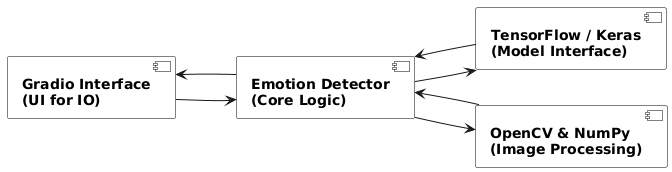 Gradio Interface
(UI for IO)
Emotion Detector
(Core Logic)
TensorFlow / Keras
(Model Interface)
OpenCV & NumPy
(Image Processing)